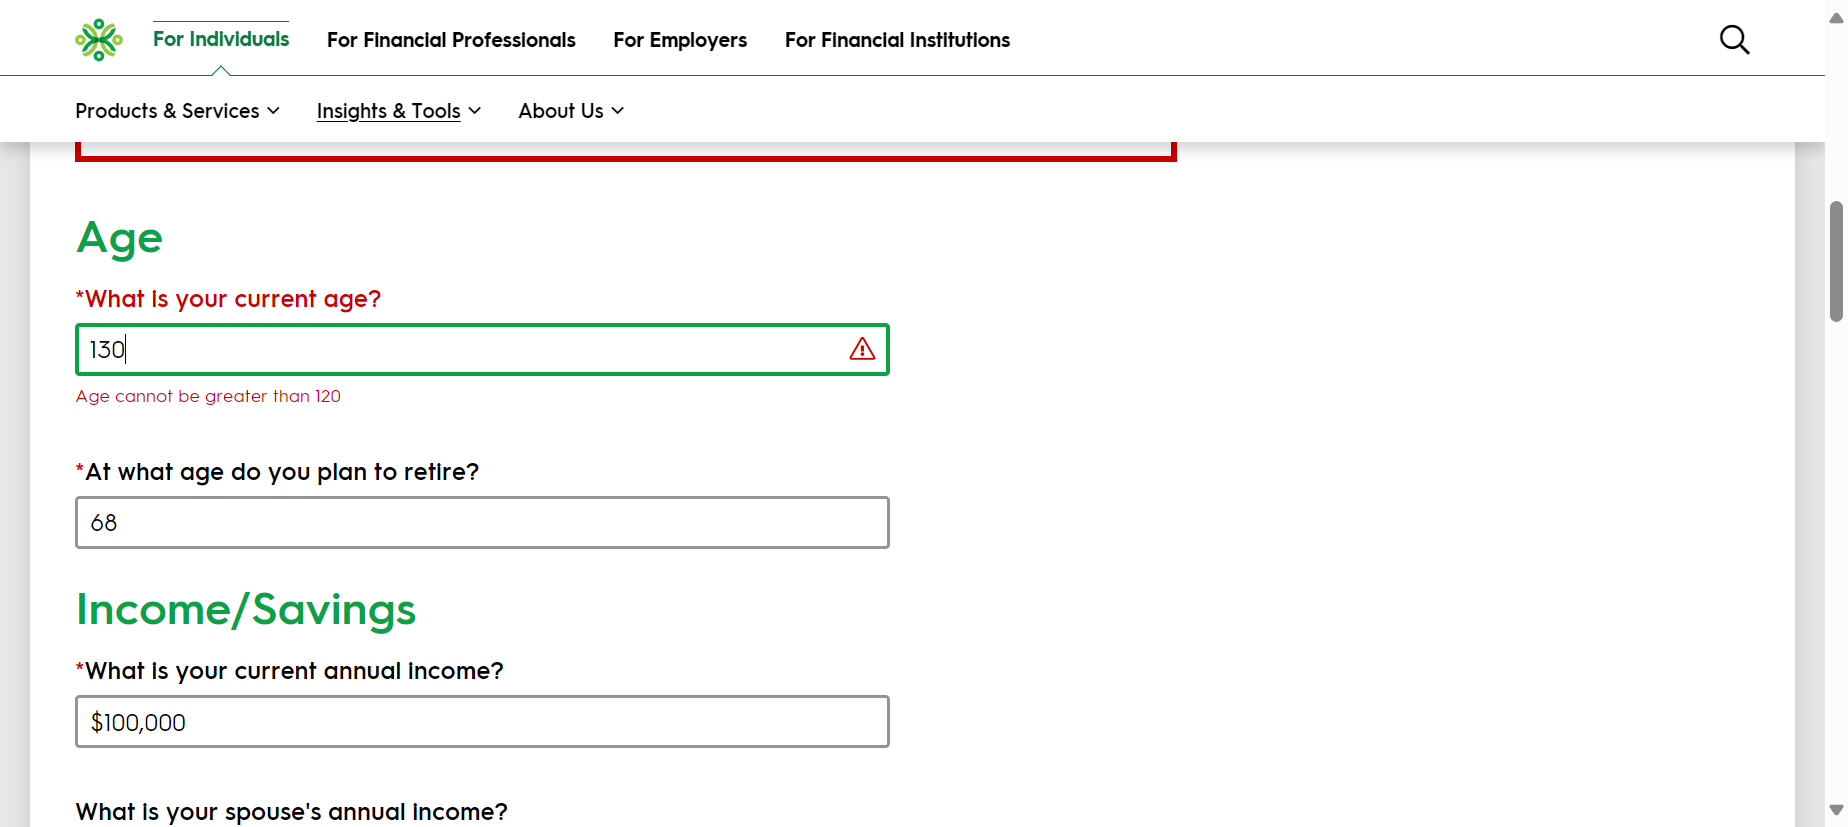 For Individuals For Financial Professionals For Employers For Financial Institutions
Products & Services Insights & Tools About Us
Age
*What is your current age?
130
Age cannot be greater than 120
*At what age do you plan to retire?
68
Income/Savings
*What is your current annual income?
$100,000
What is your spouse's annual income?